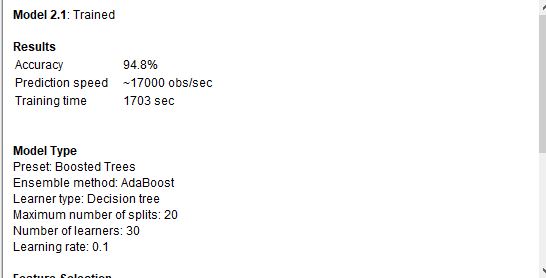 Model 2.1: Trained
Results
Accuracy 94.8%
Prediction speed ~17000 obs/sec
Training time 1703 sec
Model Type
Preset: Boosted Trees
Ensemble method: AdaBoost
Learner type: Decision tree
Maximum number of splits: 20
Number of learners: 30
Learning rate: 0.1
Feature Selection